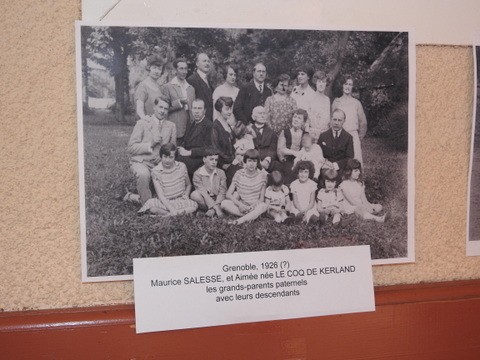 Grenoble, 1926 (?)
Maurice SALESSE, et Aimée née LE COQ DE KERLAND
les grands-parents paternels
avec leurs descendants